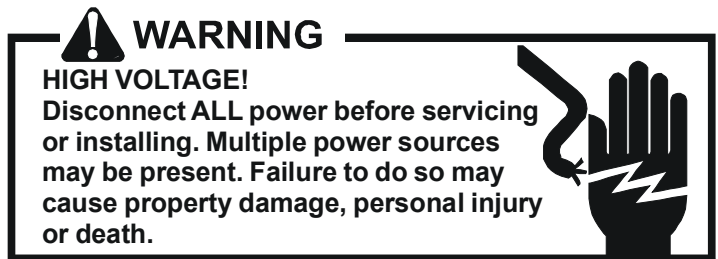 WARNING
HIGH VOLTAGE!
Disconnect ALL power before servicing
or installing. Multiple power sources
may be present. Failure to do so may
cause property damage, personal injury
or death.